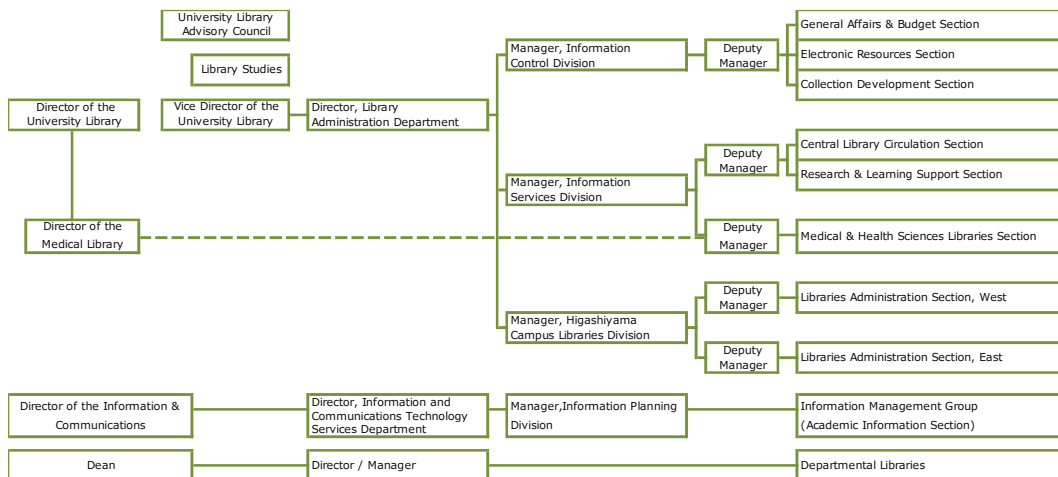 University Library
Advisory Council
Library Studies
Director of the
University Library
Vice Director of the
University Library
Director, Library
Administration Department
Manager, Information
Control Division
Deputy
Manager
General Affairs & Budget Section
Electronic Resources Section
Collection Development Section
Manager, Information
Services Division
Deputy
Manager
Central Library Circulation Section
Research & Learning Support Section
Director of the
Medical Library
Deputy
Manager
Medical & Health Sciences Libraries Section
Manager, Higashiyama
Campus Libraries Division
Deputy
Manager
Libraries Administration Section, West
Deputy
Manager
Libraries Administration Section, East
Director of the Information &
Communications
Director, Information and
Communications Technology
Services Department
Manager,Information Planning
Division
Information Management Group
(Academic Information Section)
Dean
Director / Manager
Departmental Libraries